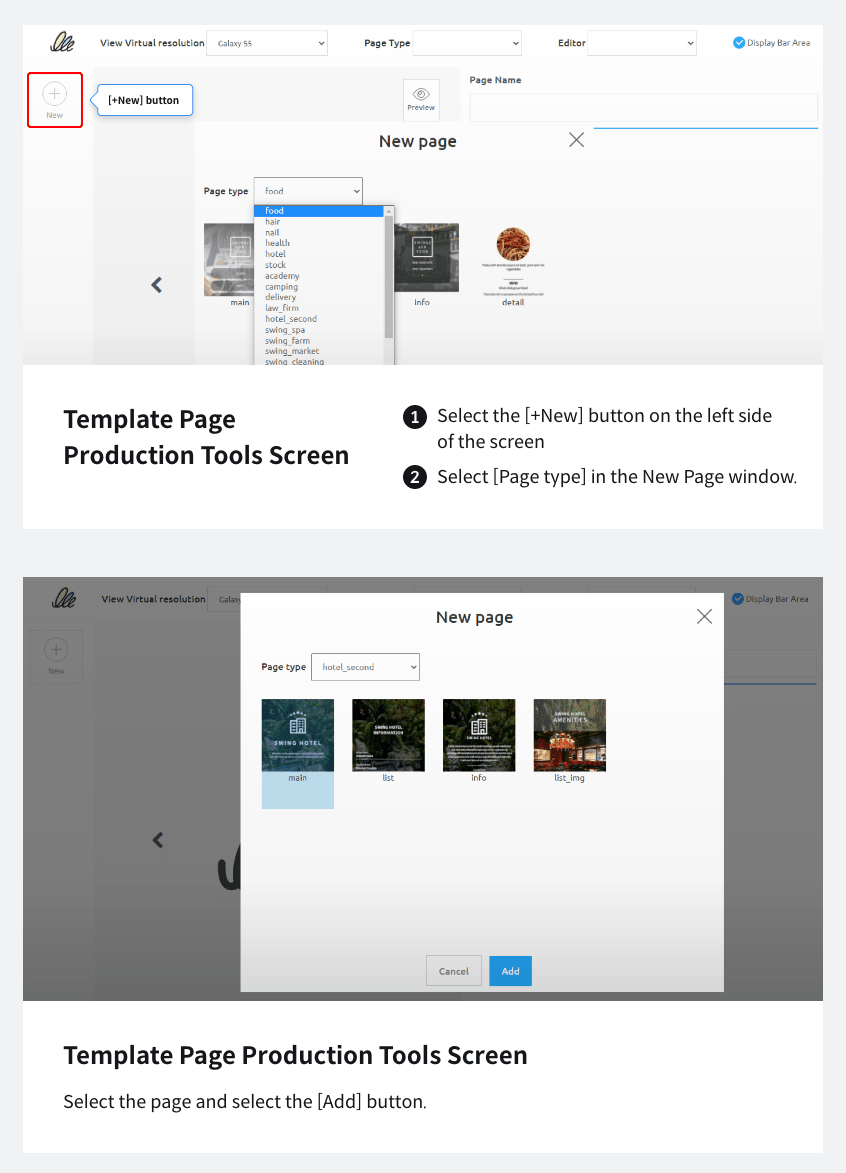 View Virtual resolution Galaxy S5 Page Type Editor Display Bar Area
New
[+New] button
Preview
Page Name
New page
Page type food
food
hair
nail
health
hotel
stock
academy
camping
delivery
law_firm
hotel_second
swing_spa
swing_farm
swing_market
swing_cleaning
main
info
detail
Template Page
Production Tools Screen
1 Select the [+New] button on the left side
of the screen
2 Select [Page type] in the New Page window.
View Virtual resolution Galaxy Display Bar Area
New
New page
Page type hotel_second
SWING HOTEL
main
SWING HOTEL
INFORMATION
list
SWING HOTEL
info
SWING HOTEL
AMENITIES
list_img
Cancel Add
Template Page Production Tools Screen
Select the page and select the [Add] button.